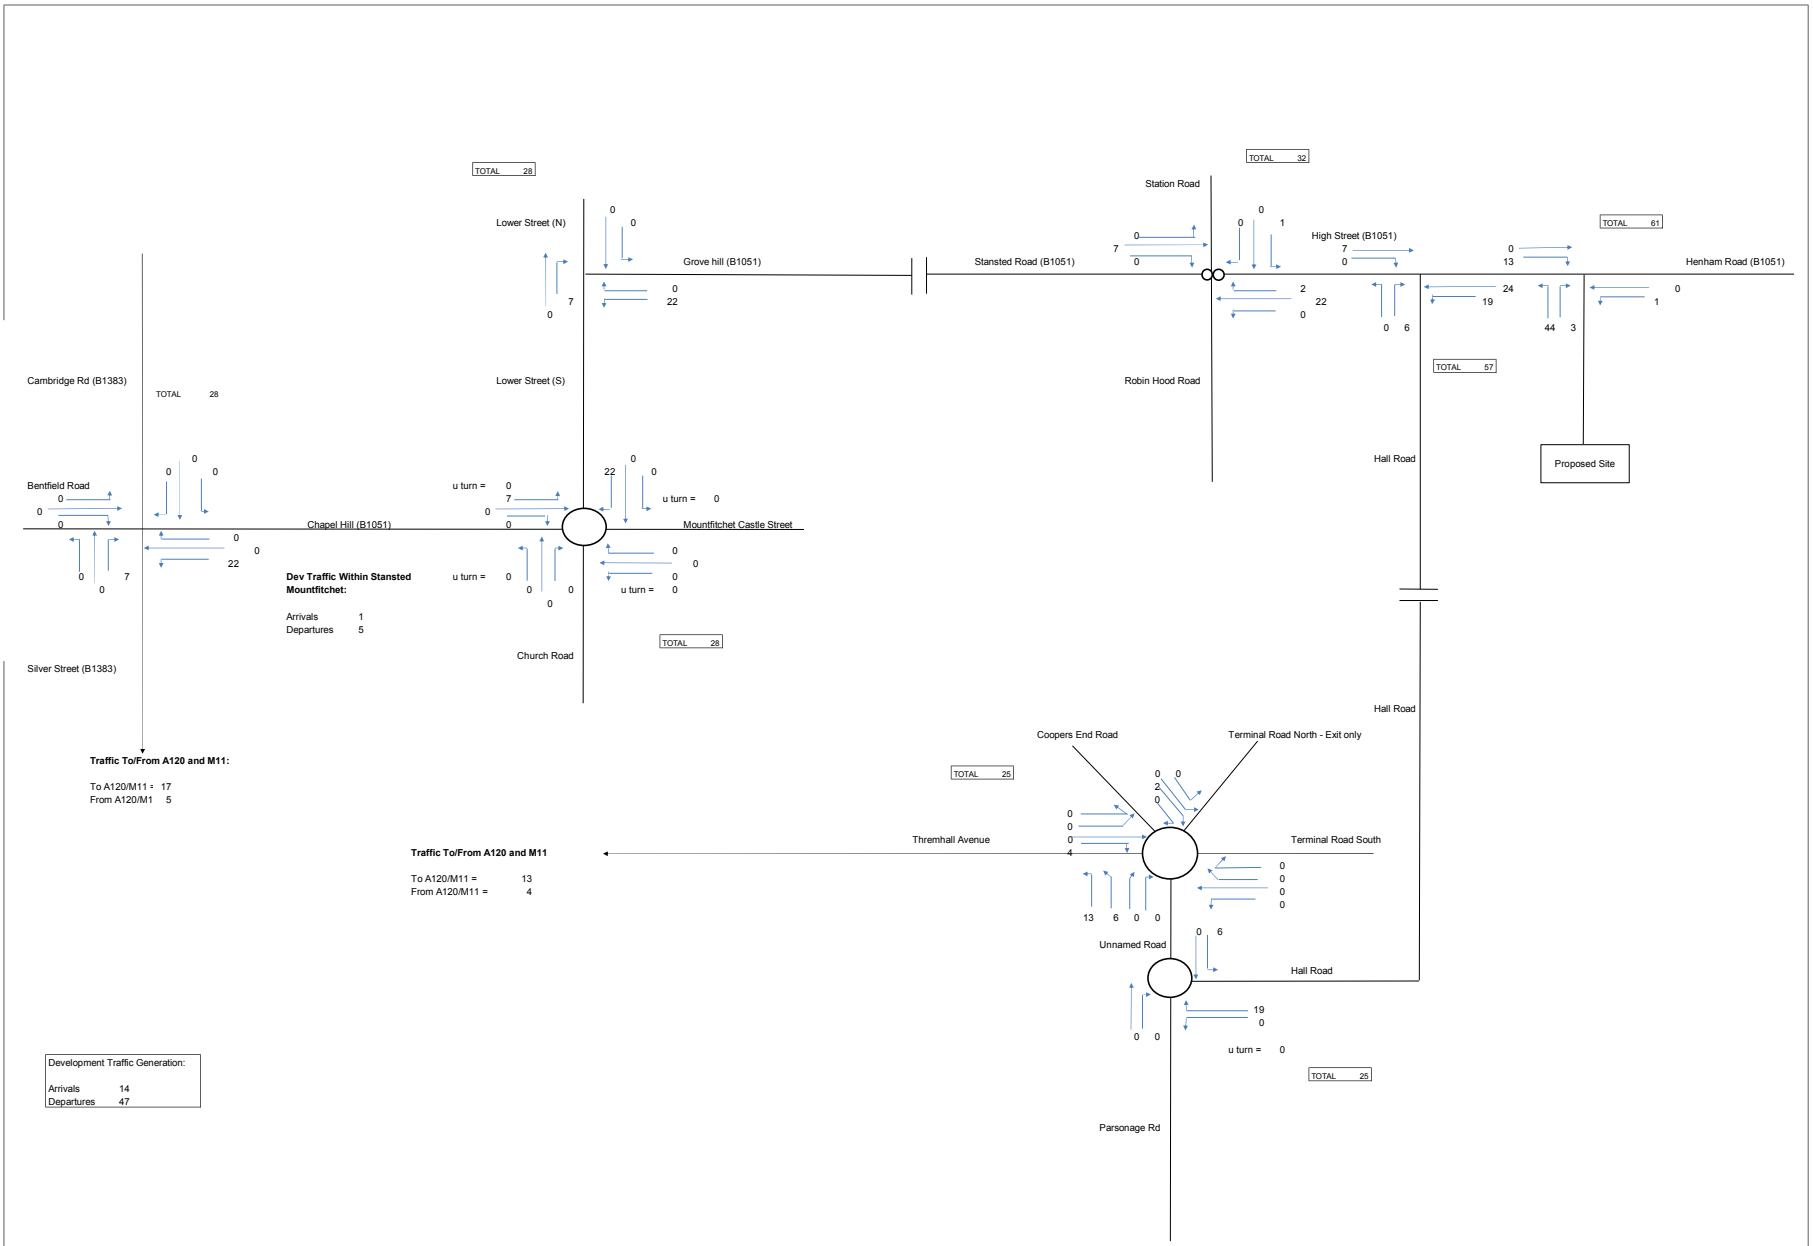 TOTAL 32
TOTAL 28
Station Road
Lower Street (N)
0
0
0
0
1
TOTAL 61
High Street (B1051)
0
7
0
7
0
0
13
Grove hill (B1051)
Stansted Road (B1051)
Henham Road (B1051)
7
0
0
22
2
22
0
24
19
0
1
0 6
44 3
TOTAL 57
Cambridge Rd (B1383)
TOTAL 28
Lower Street (S)
Robin Hood Road
Hall Road
Proposed Site
0
0
0
Bentfield Road
0
0
0
u turn = 0
7
0
0
0
22
0
u turn = 0
Chapel Hill (B1051)
Mountfitchet Castle Street
0
0
22
0
7
0
Dev Traffic Within Stansted
Mountfitchet:
Arrivals 1
Departures 5
u turn = 0
0
0
0
0
0
0
u turn = 0
TOTAL 28
Church Road
Silver Street (B1383)
Hall Road
Traffic To/From A120 and M11:
To A120/M11 = 17
From A120/M1 5
Coopers End Road
Terminal Road North - Exit only
TOTAL 25
0
0
2
0
0
0
0
4
Thremhall Avenue
Terminal Road South
Traffic To/From A120 and M11
To A120/M11 = 13
From A120/M11 = 4
0
0
0
0
13 6 0 0
Unnamed Road
0 6
Hall Road
19
0
0 0
u turn = 0
TOTAL 25
Development Traffic Generation:
Arrivals 14
Departures 47
Parsonage Rd